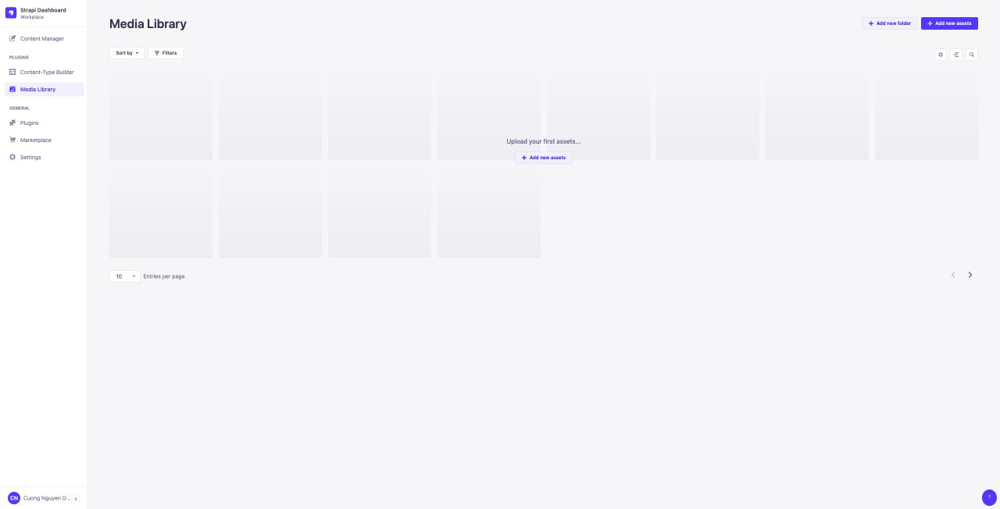 Strapi Dashboard
Workplace
Content Manager
PLUGINS
Content-Type Builder
Media Library
GENERAL
Plugins
Marketplace
Settings
CN
Cuong Nguyen D...
Media Library
Add new folder
Add new assets
Sort by
Filters
Upload your first assets...
Add new assets
10
Entries per page
?